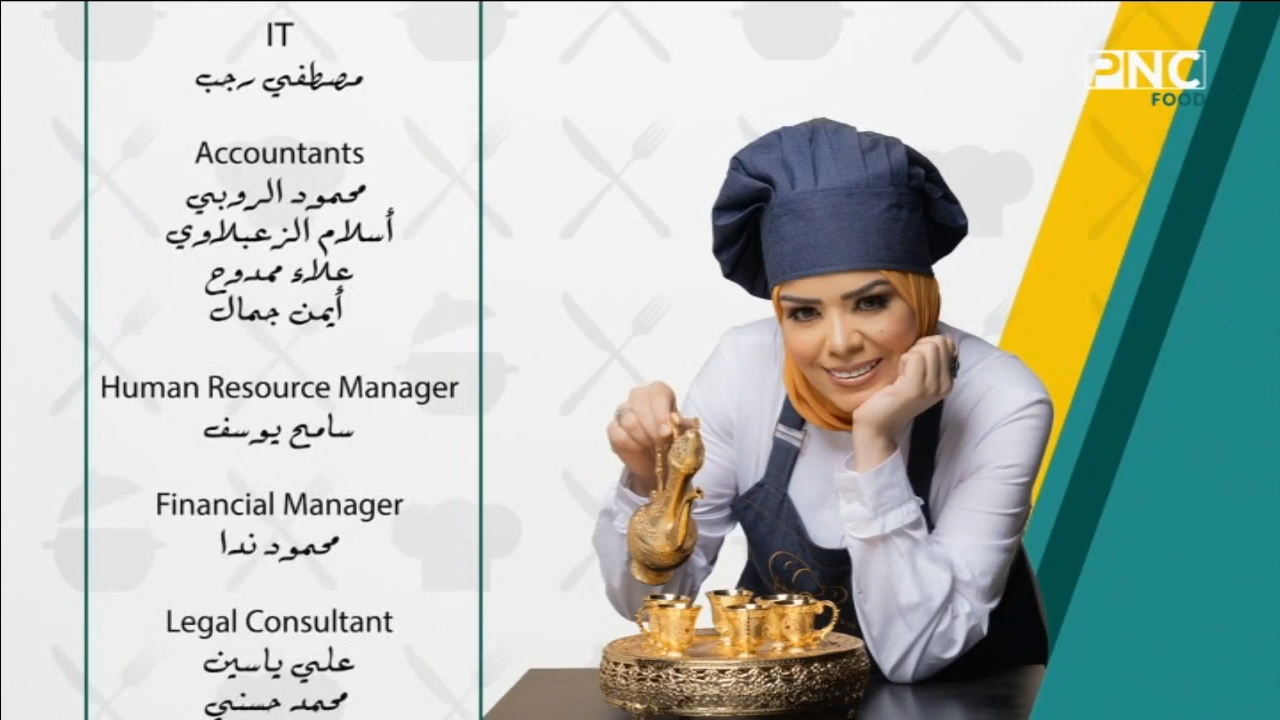 IT
مصطفي رجب
Accountants
محمود الروبي
أسلام الزعبلاوي
علاء ممدوح
أيمن جمال
Human Resource Manager
سامح يوسف
Financial Manager
محمود ندا
Legal Consultant
علي ياسين
محمد حسني
PNC
FOOD